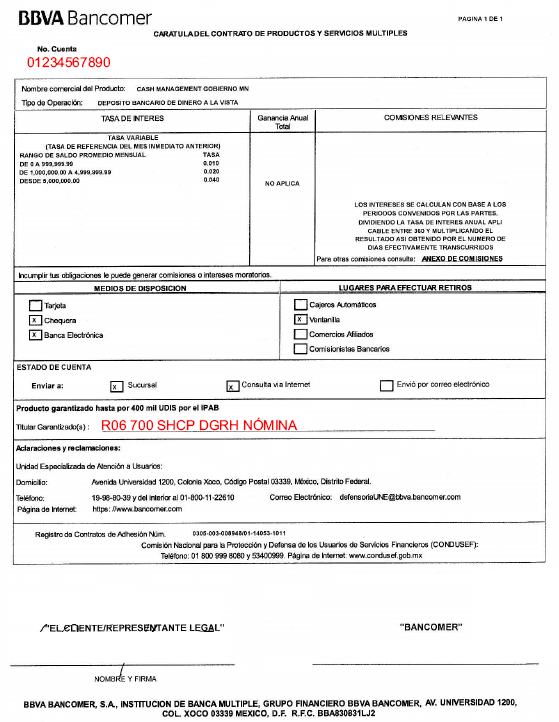 BBVA Bancomer
PAGINA 1 DE 1
CARATULA DEL CONTRATO DE PRODUCTOS Y SERVICIOS MULTIPLES
No. Cuenta
01234567890
Nombre comercial del Producto: CASH MANAGEMENT GOBIERNO MN
Tipo de Operación: DEPOSITO BANCARIO DE DINERO A LA VISTA
TASA DE INTERES
TASA VARIABLE
(TASA DE REFERENCIA DEL MES INMEDIATO ANTERIOR)
RANGO DE SALDO PROMEDIO MENSUAL TASA
DE 0 A 999,999.99 0.010
DE 1,000,000.00 A 4,999,999.99 0.020
DESDE 5,000,000.00 0.040
Ganancia Anual
Total
NO APLICA
COMISIONES RELEVANTES
LOS INTERESES SE CALCULAN CON BASE A LOS
PERIODOS CONVENIDOS POR LAS PARTES,
DIVIDIENDO LA TASA DE INTERES ANUAL APLI
CABLE ENTRE 360 Y MULTIPLICANDO EL
RESULTADO ASI OBTENIDO POR EL NUMERO DE
DIAS EFECTIVAMENTE TRANSCURRIDOS
Para otras comisiones consulte: ANEXO DE COMISIONES
Incumplir tus obligaciones le puede generar comisiones o intereses moratorios.
MEDIOS DE DISPOSICION
Tarjeta
X Chequera
X Banca Electrónica
LUGARES PARA EFECTUAR RETIROS
Cajeros Automáticos
X Ventanilla
Comercios Afiliados
Comisionistas Bancarios
ESTADO DE CUENTA
Enviar a: X Sucursal X Consulta via Internet Envió por correo electrónico
Producto garantizado hasta por 400 mil UDIS por el IPAB
Titular Garantizado(s) : R06 700 SHCP DGRH NÓMINA
Aclaraciones y reclamaciones:
Unidad Especializada de Atención a Usuarios:
Domicilio: Avenida Universidad 1200, Colonia Xoco, Código Postal 03339, México, Distrito Federal.
Teléfono: 19-98-80-39 y del interior al 01-800-11-22610 Correo Electrónico: defensoriaUNE@bbva.bancomer.com
Página de Internet: https://www.bancomer.com
Registro de Contratos de Adhesión Núm. 0305-003-008948/01-14053-1011
Comisión Nacional para la Protección y Defensa de los Usuarios de Servicios Financieros (CONDUSEF):
Teléfono: 01 800 999 8080 y 53400999. Página de Internet: www.condusef.gob.mx
"EL CLIENTE/REPRESENTANTE LEGAL"
"BANCOMER"
NOMBRE Y FIRMA
BBVA BANCOMER, S.A., INSTITUCION DE BANCA MULTIPLE, GRUPO FINANCIERO BBVA BANCOMER, AV. UNIVERSIDAD 1200,
COL. XOCO 03339 MEXICO, D.F. R.F.C. BBA830831LJ2